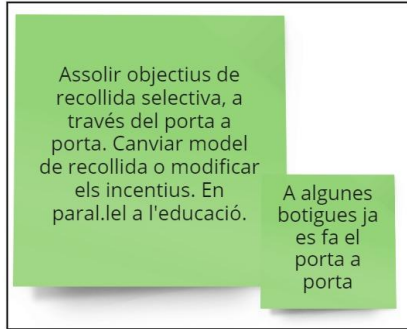 Assolir objectius de
recollida selectiva, a
través del porta a
porta. Canviar model
de recollida o modificar
els incentius. En
paral.lel a l'educació.
A algunes
botigues ja
es fa el
porta a
porta